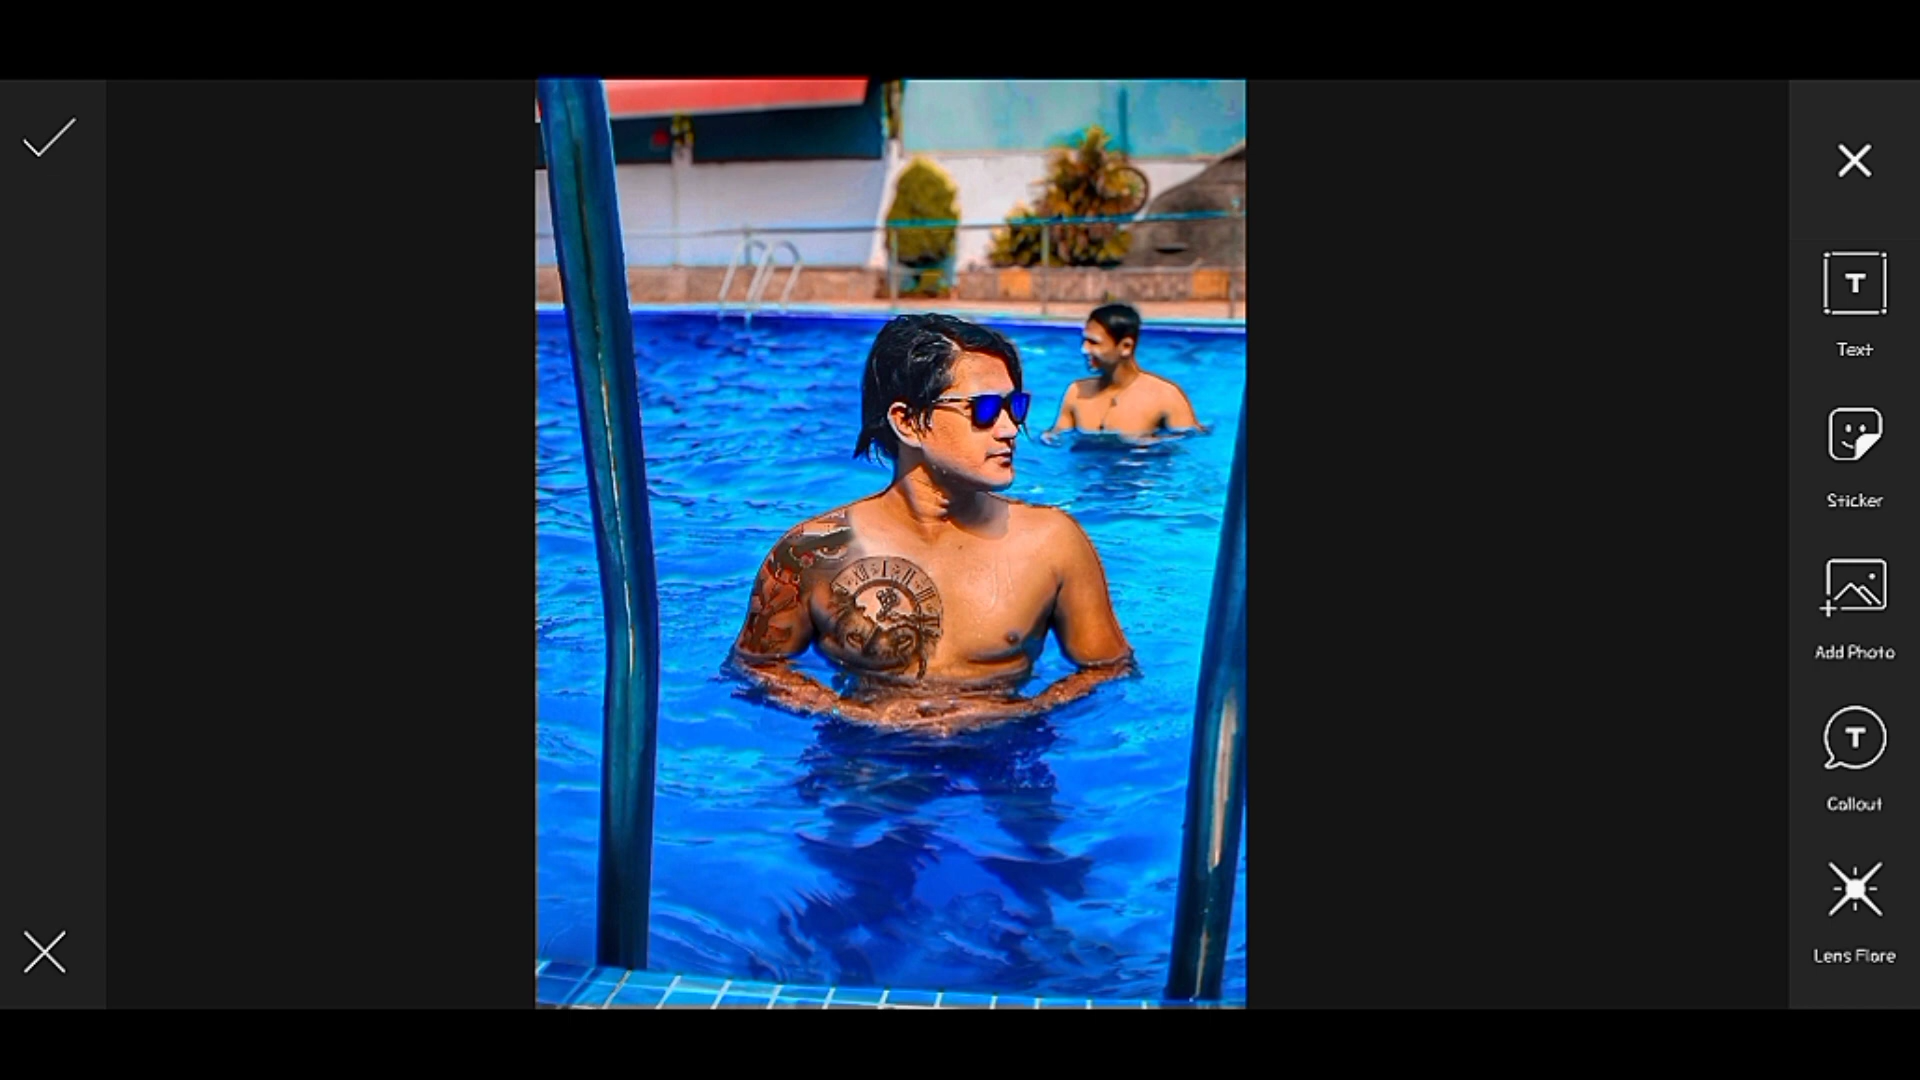 Text
Sticker
Add Photo
Callout
Lens Flare